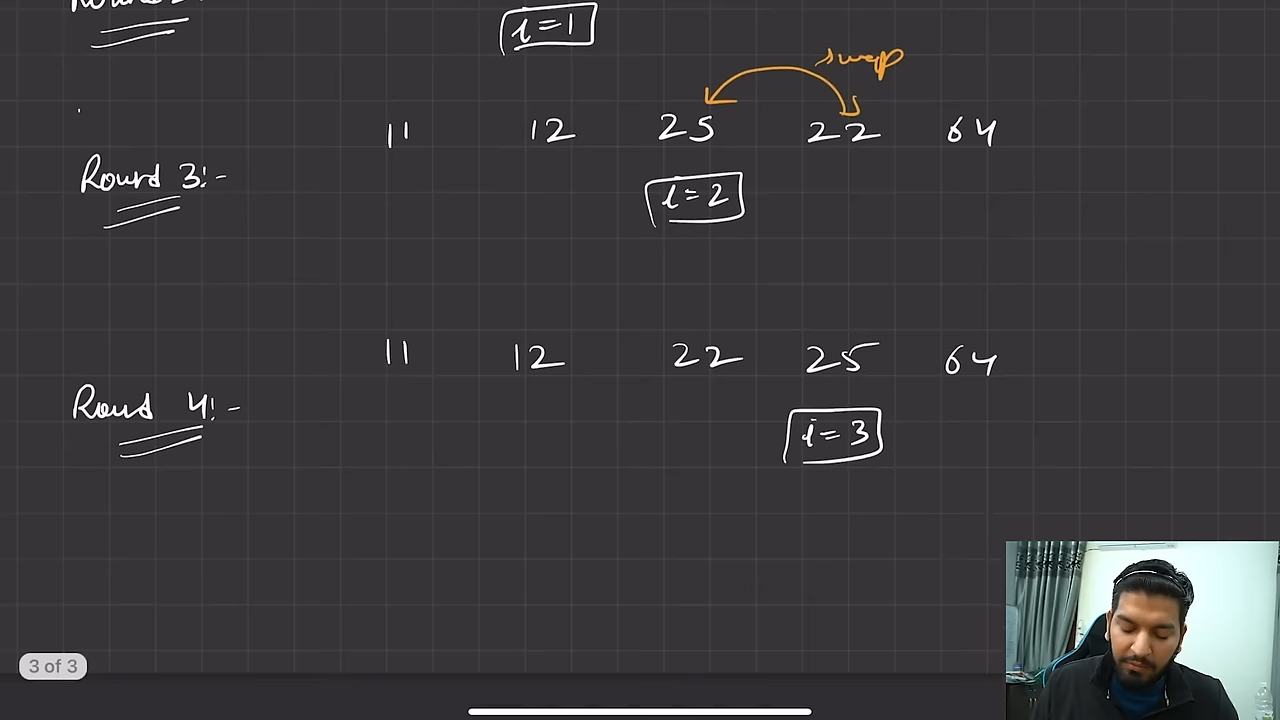 i=1
swap
11 12 25 22 64
Round 3:-
i=2
11 12 22 25 64
Round 4:-
i=3
3 of 3